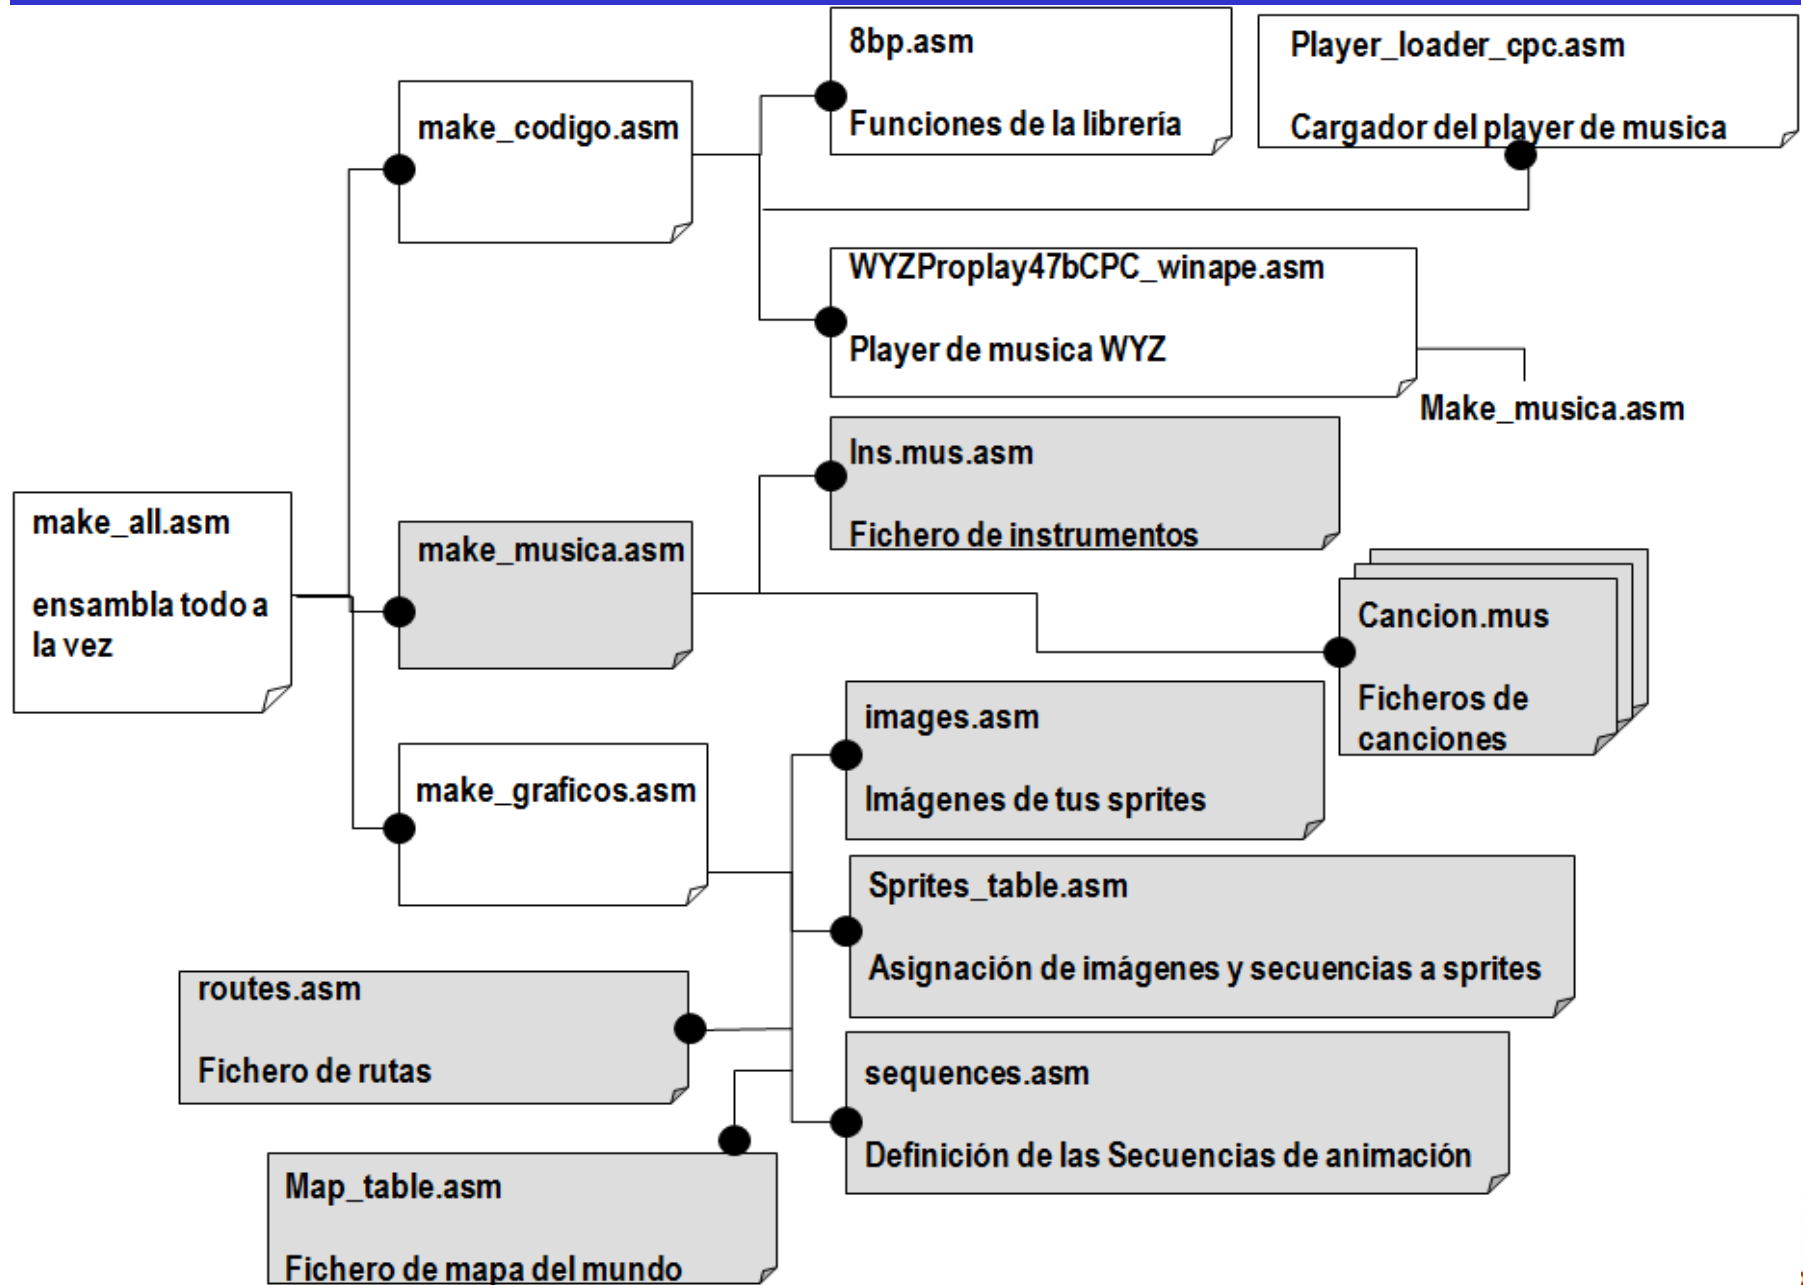 8bp.asm
Funciones de la librería
Player_loader_cpc.asm
Cargador del player de musica
make_codigo.asm
WYZProplay47bCPC_winape.asm
Player de musica WYZ
Make_musica.asm
Ins.mus.asm
Fichero de instrumentos
make_all.asm
ensambla todo a
la vez
make_musica.asm
Cancion.mus
Ficheros de
canciones
images.asm
Imágenes de tus sprites
make_graficos.asm
Sprites_table.asm
Asignación de imágenes y secuencias a sprites
routes.asm
Fichero de rutas
sequences.asm
Definición de las Secuencias de animación
Map_table.asm
Fichero de mapa del mundo